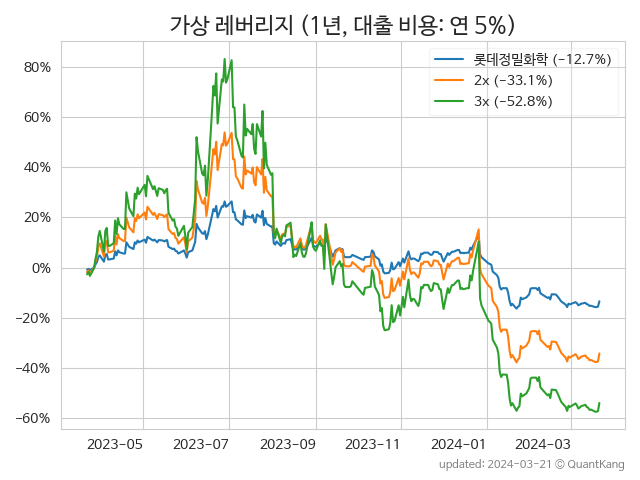 가상 레버리지 (1년, 대출 비용: 연 5%)
롯데정밀화학 (−12.7%)
2x (−33.1%)
3x (−52.8%)
80%
60%
40%
20%
0%
−20%
−40%
−60%
2023-05 2023-07 2023-09 2023-11 2024-01 2024-03
updated: 2024-03-21 © QuantKang